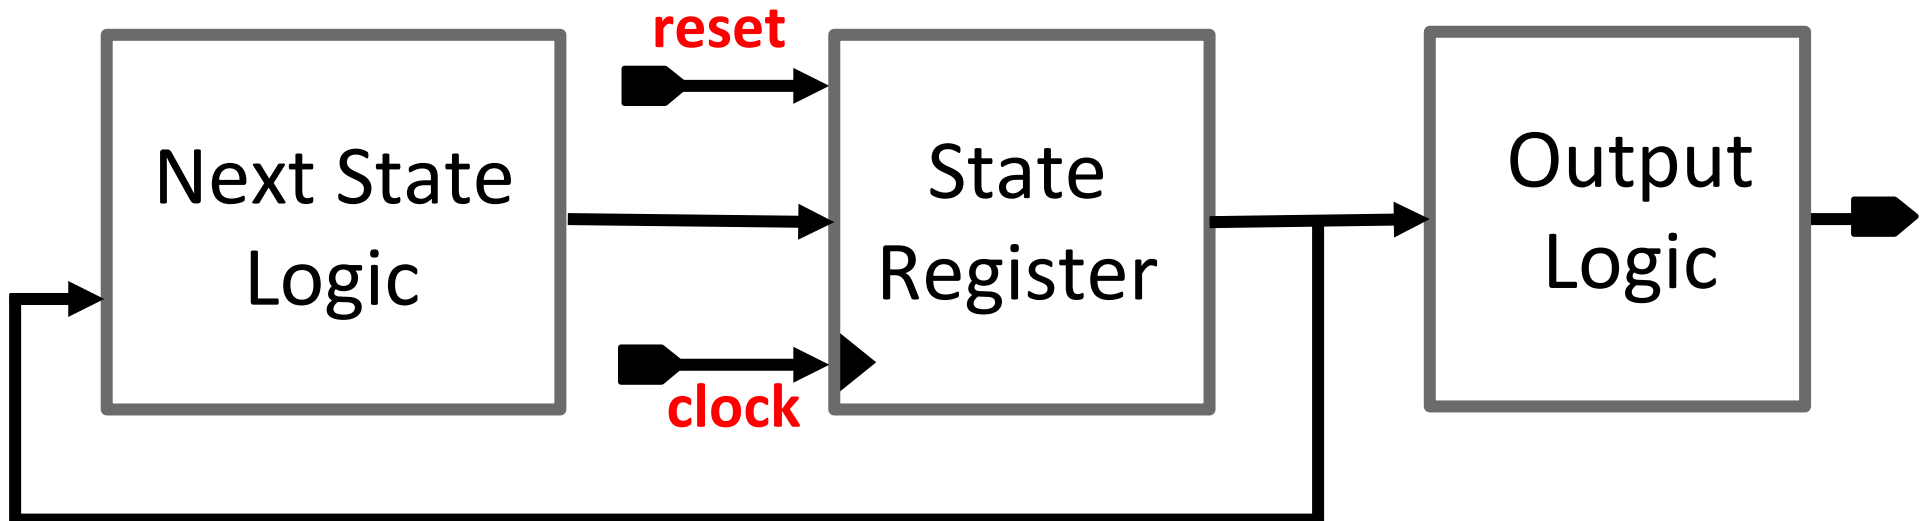 reset
Next State
Logic
State
Register
clock
Output
Logic